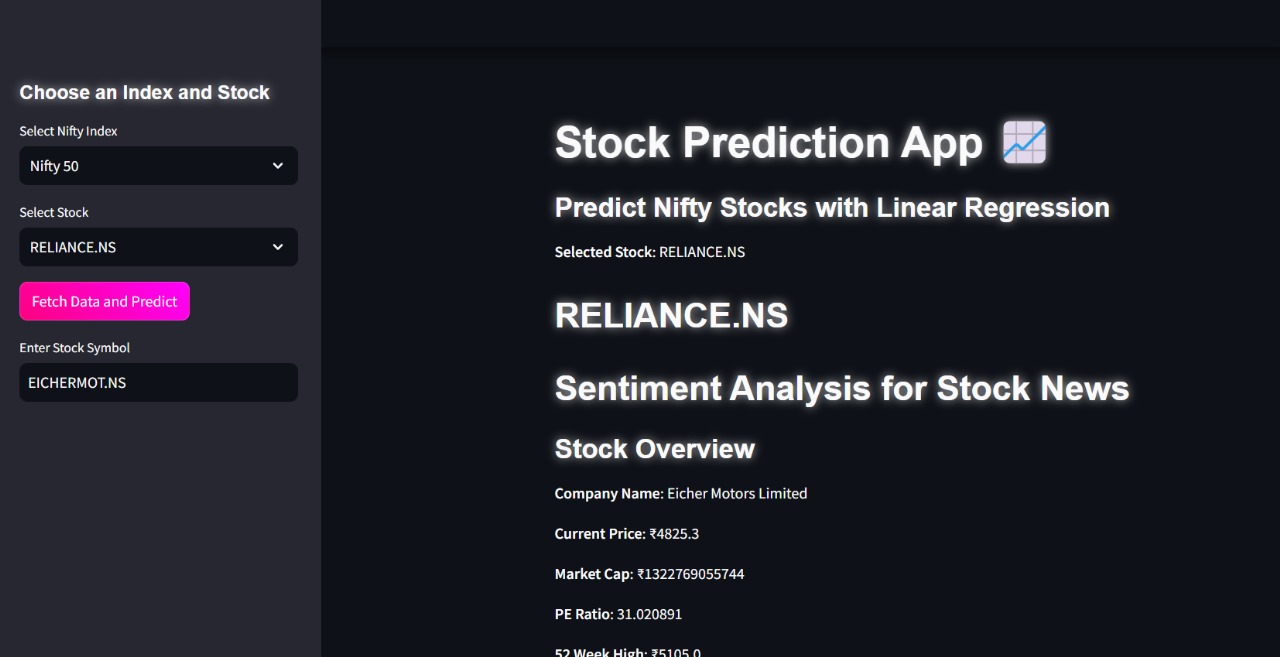 Choose an Index and Stock
Select Nifty Index
Nifty 50
Select Stock
RELIANCE.NS
Fetch Data and Predict
Enter Stock Symbol
EICHERMOT.NS
Stock Prediction App
Predict Nifty Stocks with Linear Regression
Selected Stock: RELIANCE.NS
RELIANCE.NS
Sentiment Analysis for Stock News
Stock Overview
Company Name: Eicher Motors Limited
Current Price: ₹4825.3
Market Cap: ₹1322769055744
PE Ratio: 31.020891
52 Week High: ₹5105.0